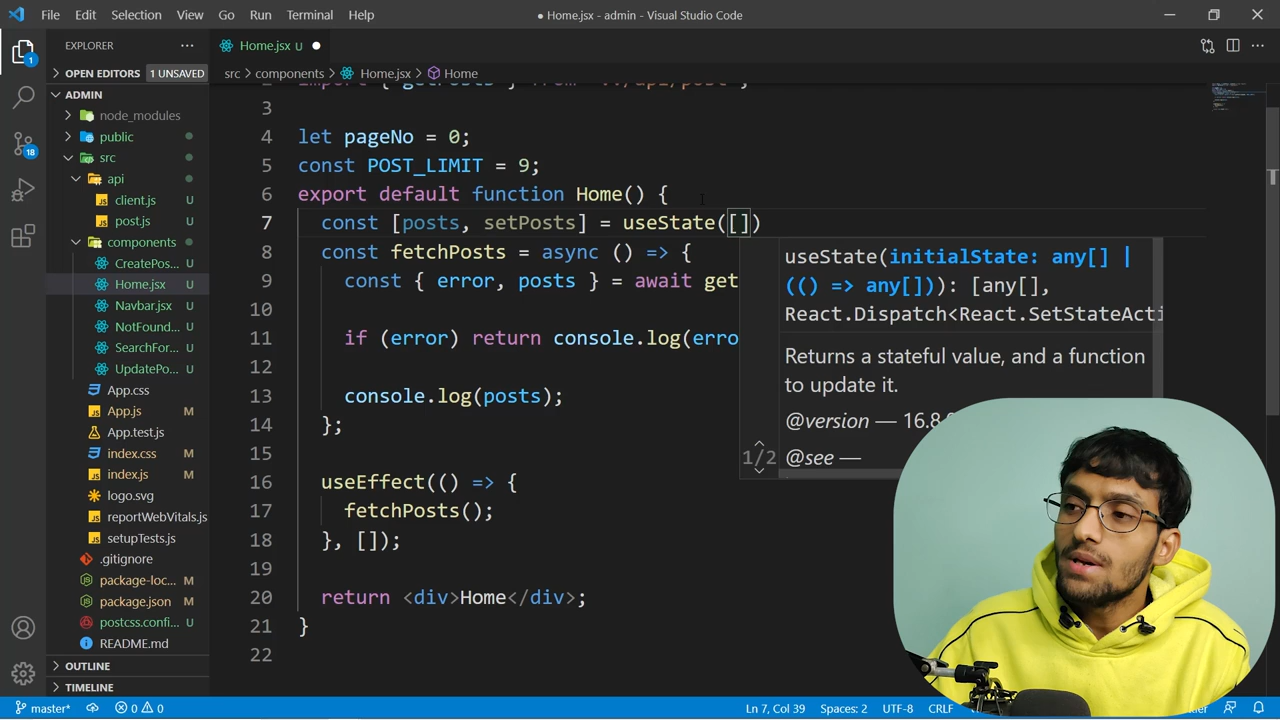 File Edit Selection View Go Run Terminal Help
● Home.jsx - admin - Visual Studio Code
EXPLORER
OPEN EDITORS 1 UNSAVED
ADMIN
node_modules
public
src
api
client.js U
post.js U
components
CreatePos... U
Home.jsx U
Navbar.jsx U
NotFound... U
SearchFor... U
UpdatePo... U
App.css
App.js M
App.test.js
index.css M
index.js M
logo.svg
reportWebVitals.js
setupTests.js
.gitignore
package-loc... M
package.json M
postcss.confi... U
README.md
OUTLINE
TIMELINE
1
18
Home.jsx U ●
src > components > Home.jsx > Home
3
4 let pageNo = 0;
5 const POST_LIMIT = 9;
6 export default function Home() {
7 const [posts, setPosts] = useState([])
8 const fetchPosts = async () => {
9 const { error, posts } = await get
10
11 if (error) return console.log(erro
12
13 console.log(posts);
14 };
15
16 useEffect(() => {
17 fetchPosts();
18 }, []);
19
20 return <div>Home</div>;
21 }
22
useState(initialState: any[] |
(() => any[])): [any[],
React.Dispatch<React.SetStateActi
Returns a stateful value, and a function
to update it.
@version — 16.8
1/2
@see —
master* 0 0
Ln 7, Col 39 Spaces: 2 UTF-8 CRLF